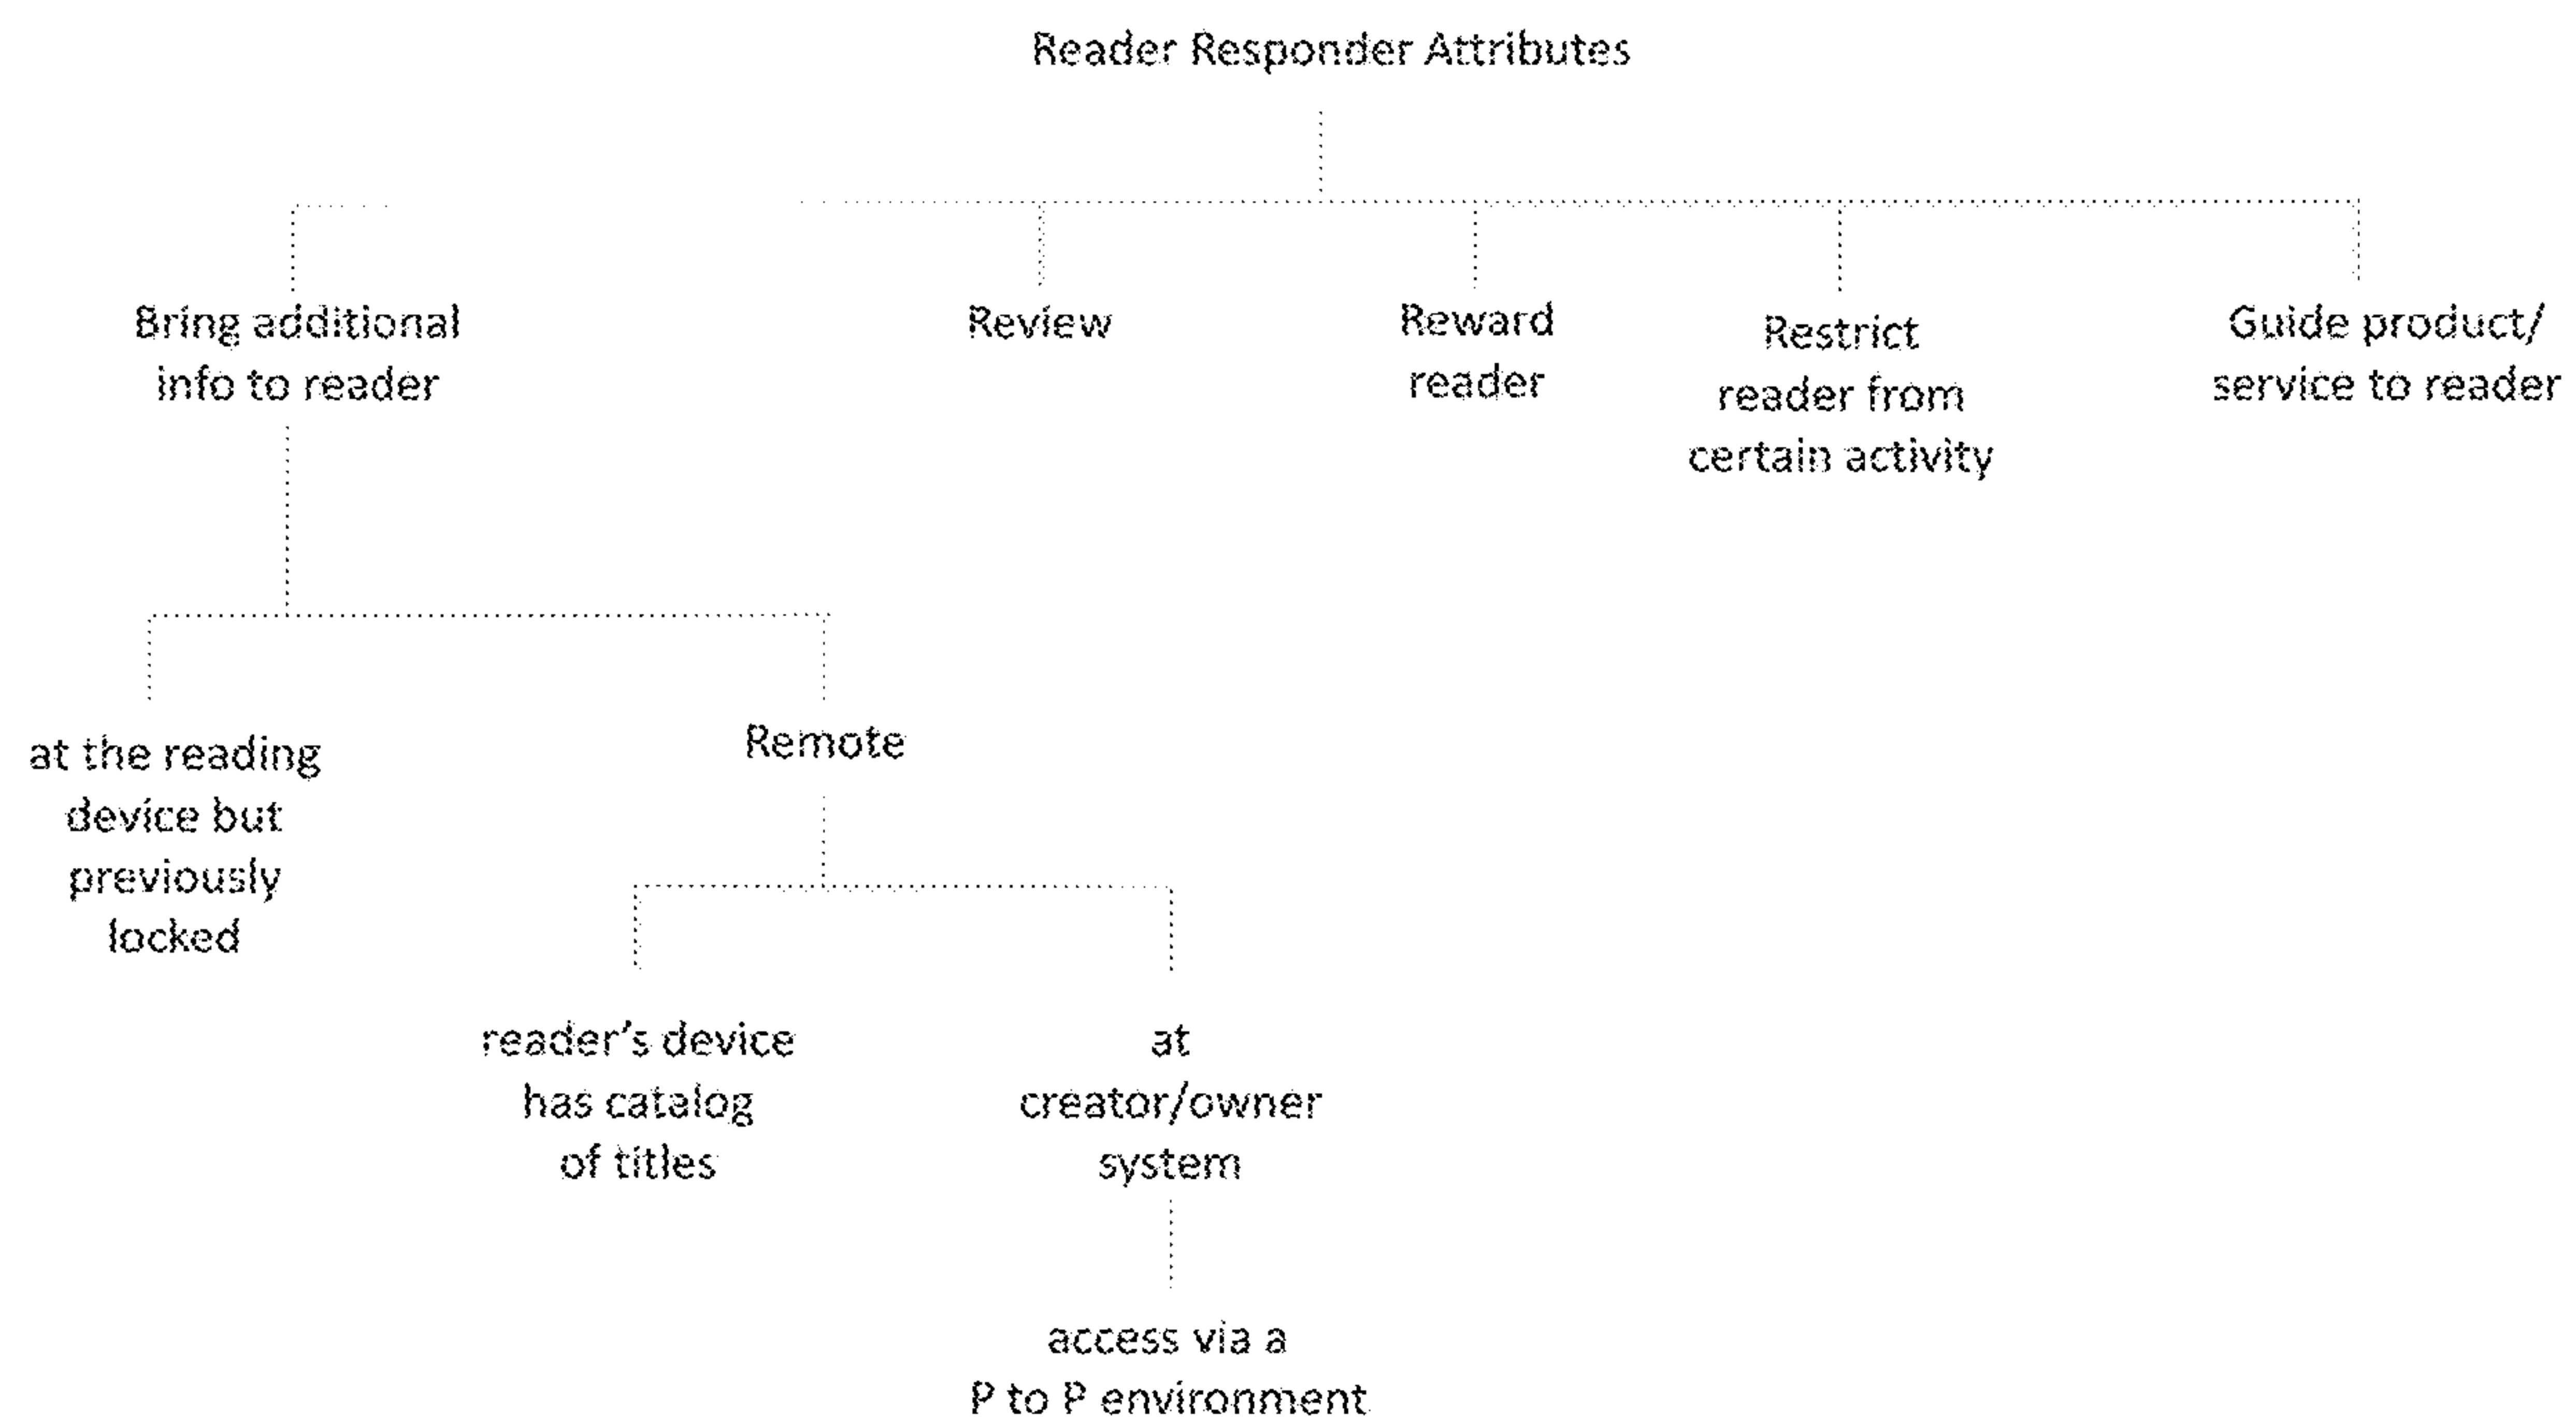 Reader Responder Attributes
Bring additional
info to reader
Review
Reward
reader
Restrict
reader from
certain activity
Guide product/
service to reader
at the reading
device but
previously
locked
Remote
reader's device
has catalog
of titles
at
creator/owner
system
access via a
P to P environment